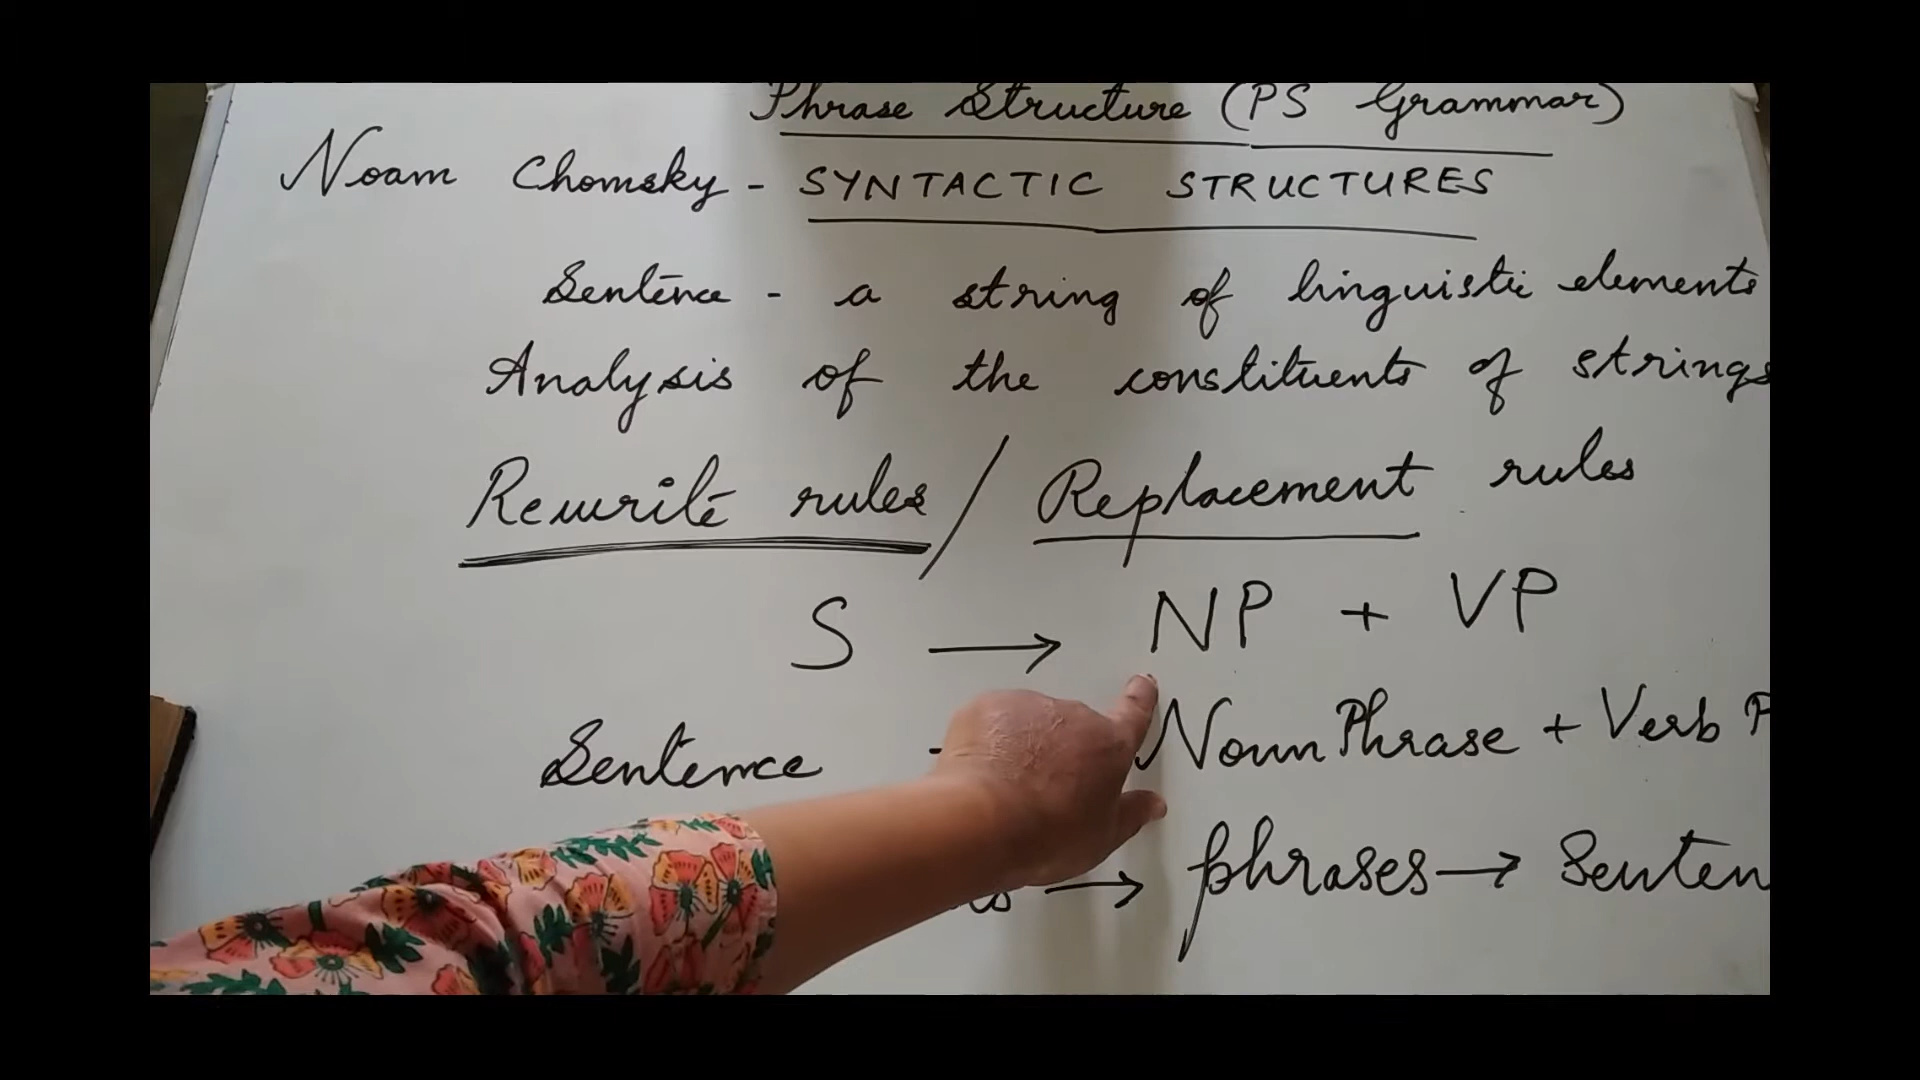 Phrase Structure (PS Grammar)
Noam Chomsky - SYNTACTIC STRUCTURES
Sentence - a string of linguistic elements
Analysis of the constituents of strings
Rewrite rules / Replacement rules
S → NP + VP
Sentence Noun Phrase + Verb P
→ phrases → Senten